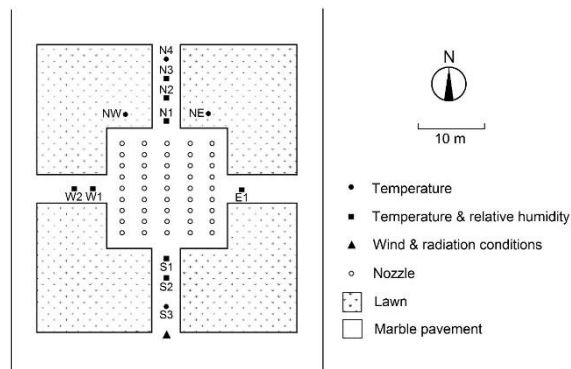 N4
N3
N2
NW
NE
N1
W2 W1
E1
S1
S2
S3
N
10 m
Temperature
Temperature & relative humidity
Wind & radiation conditions
Nozzle
Lawn
Marble pavement